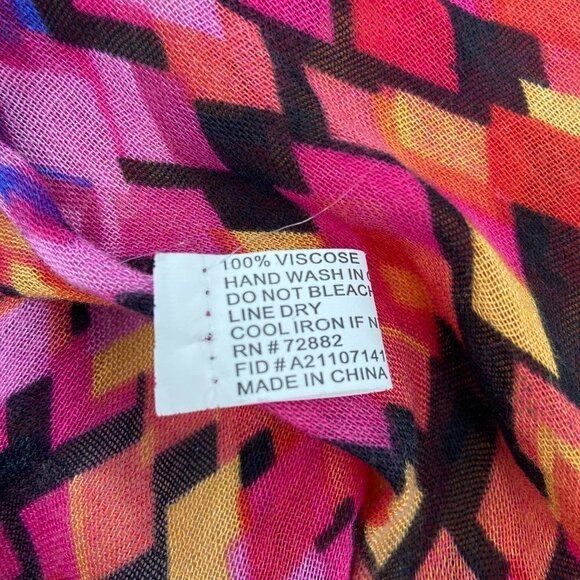 100% VISCOSE
HAND WASH IN
DO NOT BLEACH
LINE DRY
COOL IRON IF
RN # 72882
FID # A21107141
MADE IN CHINA